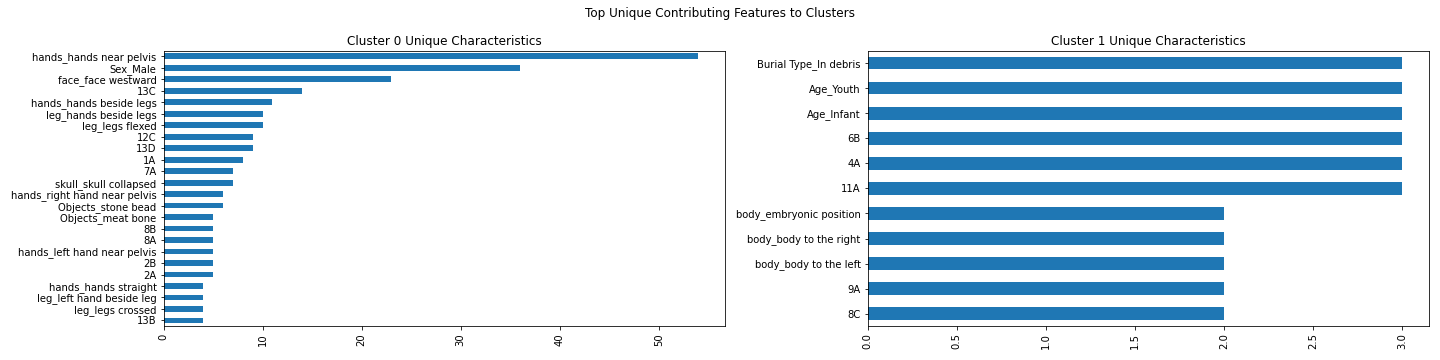 Top Unique Contributing Features to Clusters
Cluster 0 Unique Characteristics
hands_hands near pelvis
Sex_Male
face_face westward
13C
hands_hands beside legs
leg_hands beside legs
leg_legs flexed
12C
13D
1A
7A
skull_skull collapsed
hands_right hand near pelvis
Objects_stone bead
Objects_meat bone
8B
8A
hands_left hand near pelvis
2B
2A
hands_hands straight
leg_left hand beside leg
leg_legs crossed
13B
0
10
20
30
40
50
Cluster 1 Unique Characteristics
Burial Type_In debris
Age_Youth
Age_Infant
6B
4A
11A
body_embryonic position
body_body to the right
body_body to the left
9A
8C
0.0
0.5
1.0
1.5
2.0
2.5
3.0